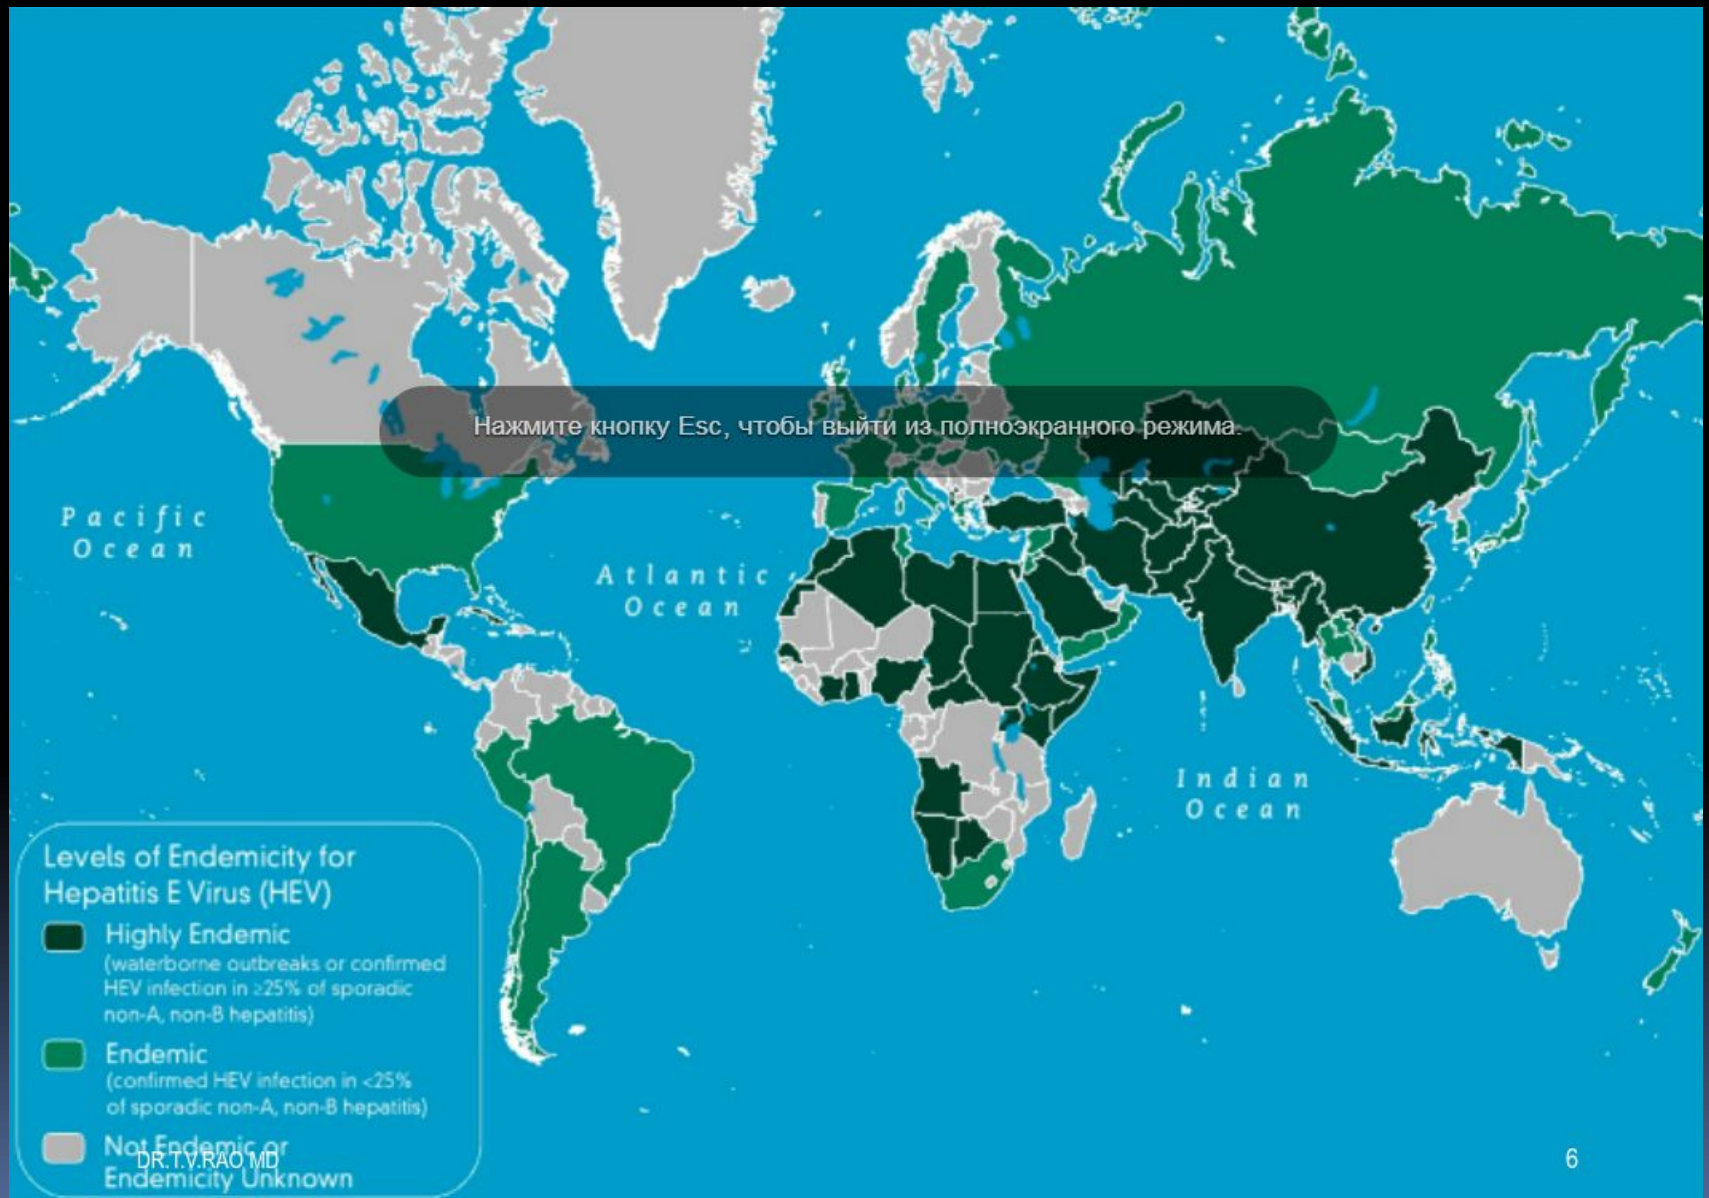 Нажмите кнопку Esc, чтобы выйти из полноэкранного режима.
Pacific
Ocean
Atlantic
Ocean
Indian
Ocean
Levels of Endemicity for
Hepatitis E Virus (HEV)
Highly Endemic
(waterborne outbreaks or confirmed
HEV infection in ≥25% of sporadic
non-A, non-B hepatitis)
Endemic
(confirmed HEV infection in <25%
of sporadic non-A, non-B hepatitis)
Not Endemic or
Endemicity Unknown
DR.T.V.RAO MD
6